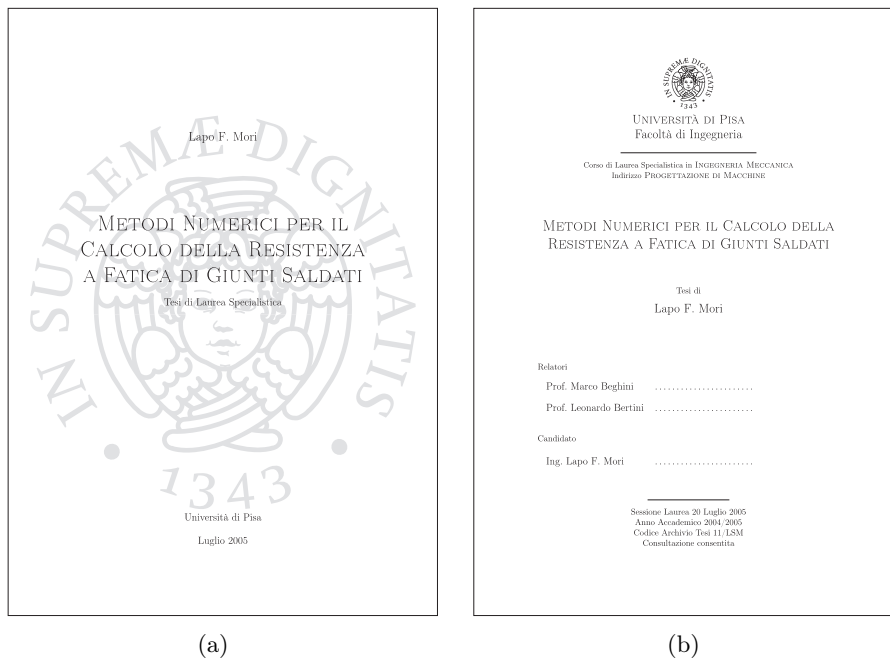 Lapo F. Mori
Metodi Numerici per il
Calcolo della Resistenza
a Fatica di Giunti Saldati
Tesi di Laurea Specialistica
IN SUPREMÆ DIGNITATIS
1343
Università di Pisa
Luglio 2005
(a)
IN SUPREMÆ DIGNITATIS
1343
Università di Pisa
Facoltà di Ingegneria
Corso di Laurea Specialistica in Ingegneria Meccanica
Indirizzo Progettazione di Macchine
Metodi Numerici per il Calcolo della
Resistenza a Fatica di Giunti Saldati
Tesi di
Lapo F. Mori
Relatori
Prof. Marco Beghini .......................
Prof. Leonardo Bertini .......................
Candidato
Ing. Lapo F. Mori .......................
Sessione Laurea 20 Luglio 2005
Anno Accademico 2004/2005
Codice Archivio Tesi 11/LSM
Consultazione consentita
(b)